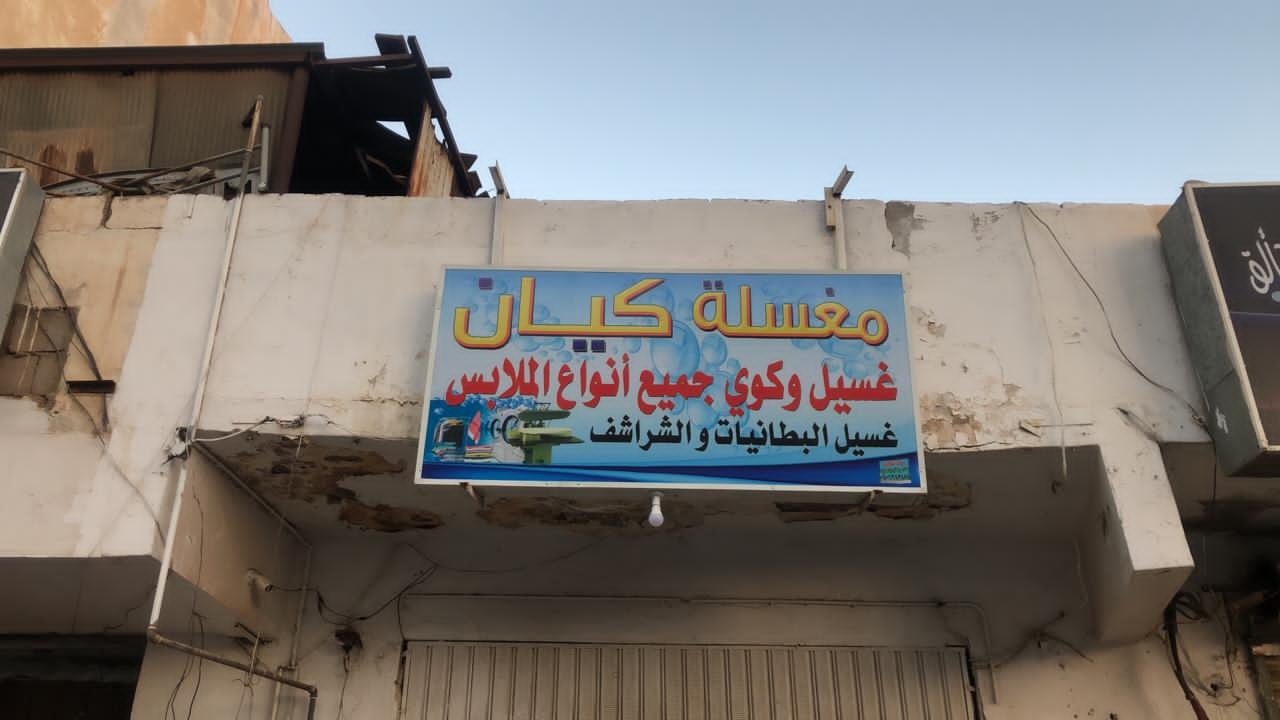 مغسلة كيان
غسيل وكوي جميع أنواع الملابس
غسيل البطانيات و الشراشف